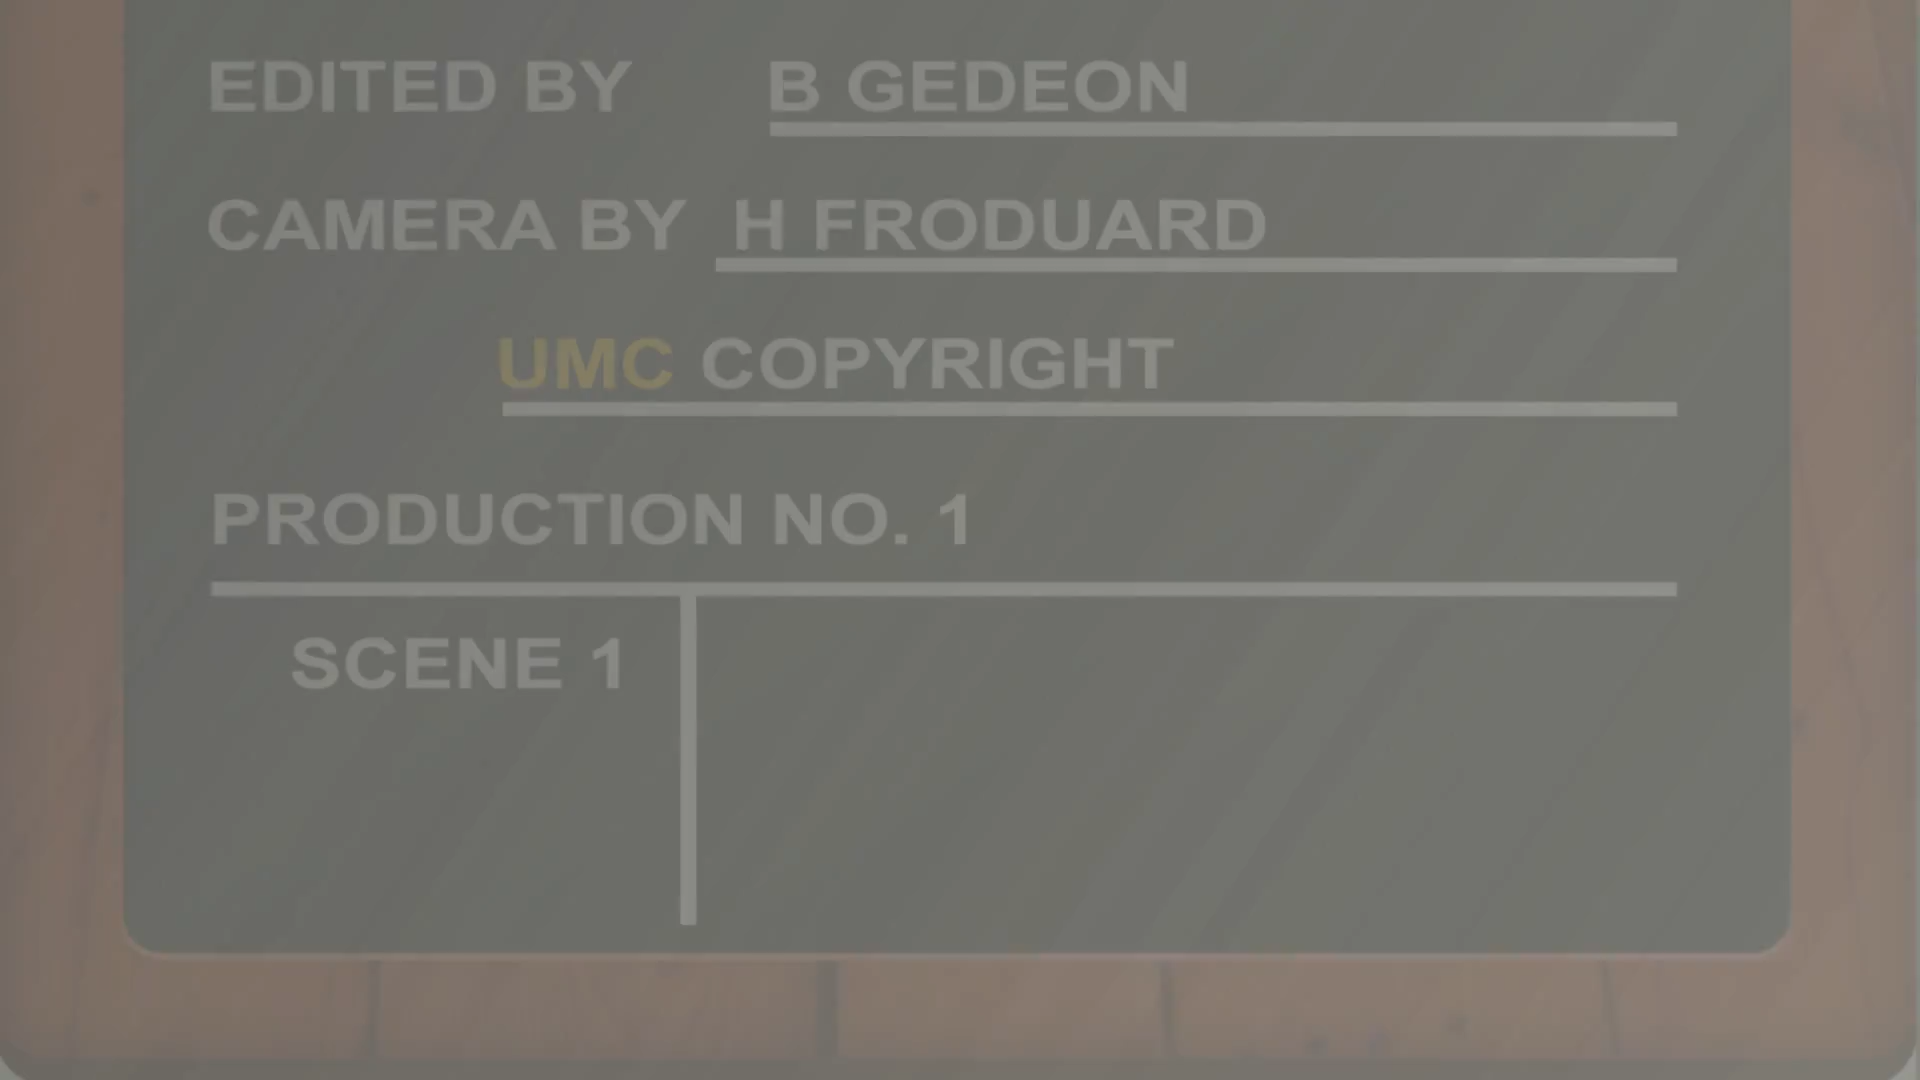 EDITED BY B GEDEON
CAMERA BY H FRODUARD
UMC COPYRIGHT
PRODUCTION NO. 1
SCENE 1